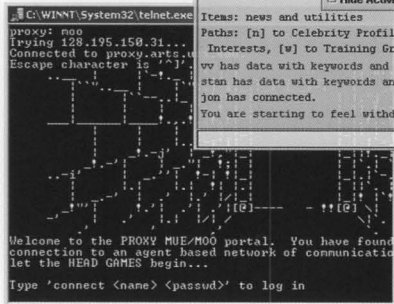 C:\WINNT\System32\telnet.exe
proxy: moo
Trying 128.195.150.31...
Connected to proxy.arts.u
Escape character is '^]'.
Hide Activ
Items: news and utilities
Paths: [n] to Celebrity Profil
Interests, [w] to Training Gr
vv has data with keywords and
stan has data with keywords an
jon has connected.
You are starting to feel withd
Welcome to the PROXY MUE/MOO portal. You have found
connection to an agent based network of communicatio
let the HEAD GAMES begin...
Type 'connect <name> <passwd>' to log in